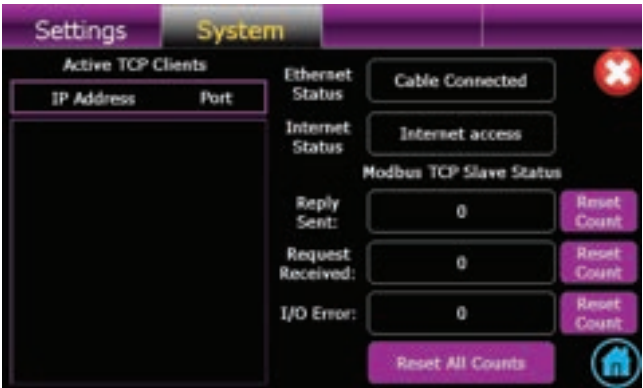 Settings
System
Active TCP Clients
IP Address Port
Ethernet
Status
Cable Connected
Internet
Status
Internet access
Modbus TCP Slave Status
Reply
Sent:
0
Reset
Count
Request
Received:
0
Reset
Count
I/O Error:
0
Reset
Count
Reset All Counts